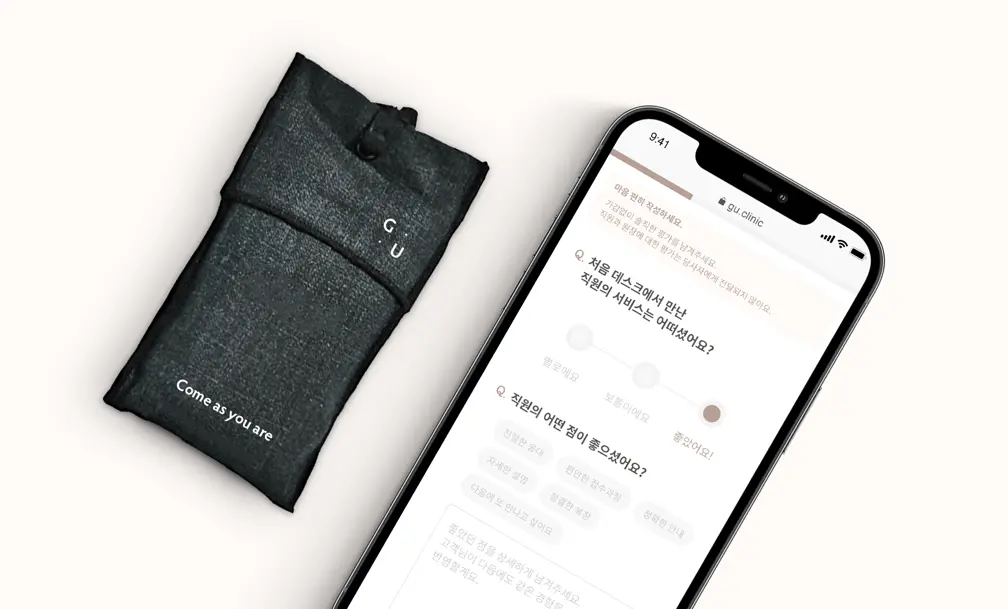 G
.
U
Come as you are
9:41
gu.clinic
마음 편히 작성하세요.
가감없이 솔직한 평가를 남겨주세요.
직원과 원장에 대한 평가는 당사자에게 전달되지 않아요.
Q. 처음 데스크에서 만난
직원의 서비스는 어떠셨어요?
별로에요
보통이에요
좋았어요!
Q. 직원의 어떤 점이 좋으셨어요?
친절한 응대
편안한 접수과정
정확한 안내
자세한 설명
청결한 복장
다음에 또 만나고 싶어요
좋았던 점을 상세하게 남겨주세요.
고객님이 다음에도 같은 경험을
반영할게요.